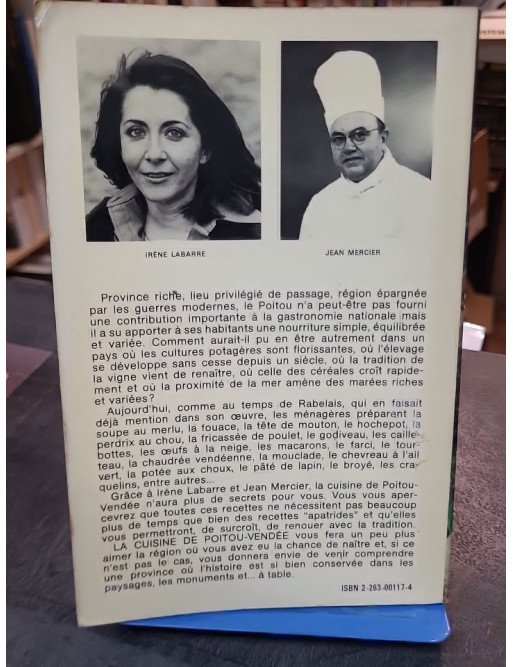 IRÈNE LABARRE
JEAN MERCIER
Province riche, lieu privilégié de passage, région épargnée
par les guerres modernes, le Poitou n'a peut-être pas fourni
une contribution importante à la gastronomie nationale mais
il a su apporter à ses habitants une nourriture simple, équilibrée
et variée. Comment aurait-il pu en être autrement dans un
pays où les cultures potagères sont florissantes, où l'élevage
se développe sans cesse depuis un siècle, où la tradition de
la vigne vient de renaître, où celle des céréales croît rapide-
ment et où la proximité de la mer amène des marées riches
et variées ?
Aujourd'hui, comme au temps de Rabelais, qui en faisait
déjà mention dans son œuvre, les ménagères préparent la
soupe au merlu, la fouace, la tête de mouton, le hochepot, la
perdrix au chou, la fricassée de poulet, le godiveau, les caille-
bottes, les œufs à la neige, les macarons, le farci, le tour-
teau, la chaudrée vendéenne, la mouclade, le chevreau à l'ail
vert, la potée aux choux, le pâté de lapin, le broyé, les cra-
quelins, entre autres...
Grâce à Irène Labarre et Jean Mercier, la cuisine de Poitou-
Vendée n'aura plus de secrets pour vous. Vous vous aper-
cevrez que toutes ces recettes ne nécessitent pas beaucoup
plus de temps que bien des recettes "apatrides" et qu'elles
vous permettront, de surcroît, de renouer avec la tradition.
LA CUISINE DE POITOU-VENDÉE vous fera un peu plus
aimer la région où vous avez eu la chance de naître et, si ce
n'est pas le cas, vous donnera envie de venir comprendre
une province où l'histoire est si bien conservée dans les
paysages, les monuments et... à table.
ISBN 2-263-00117-4